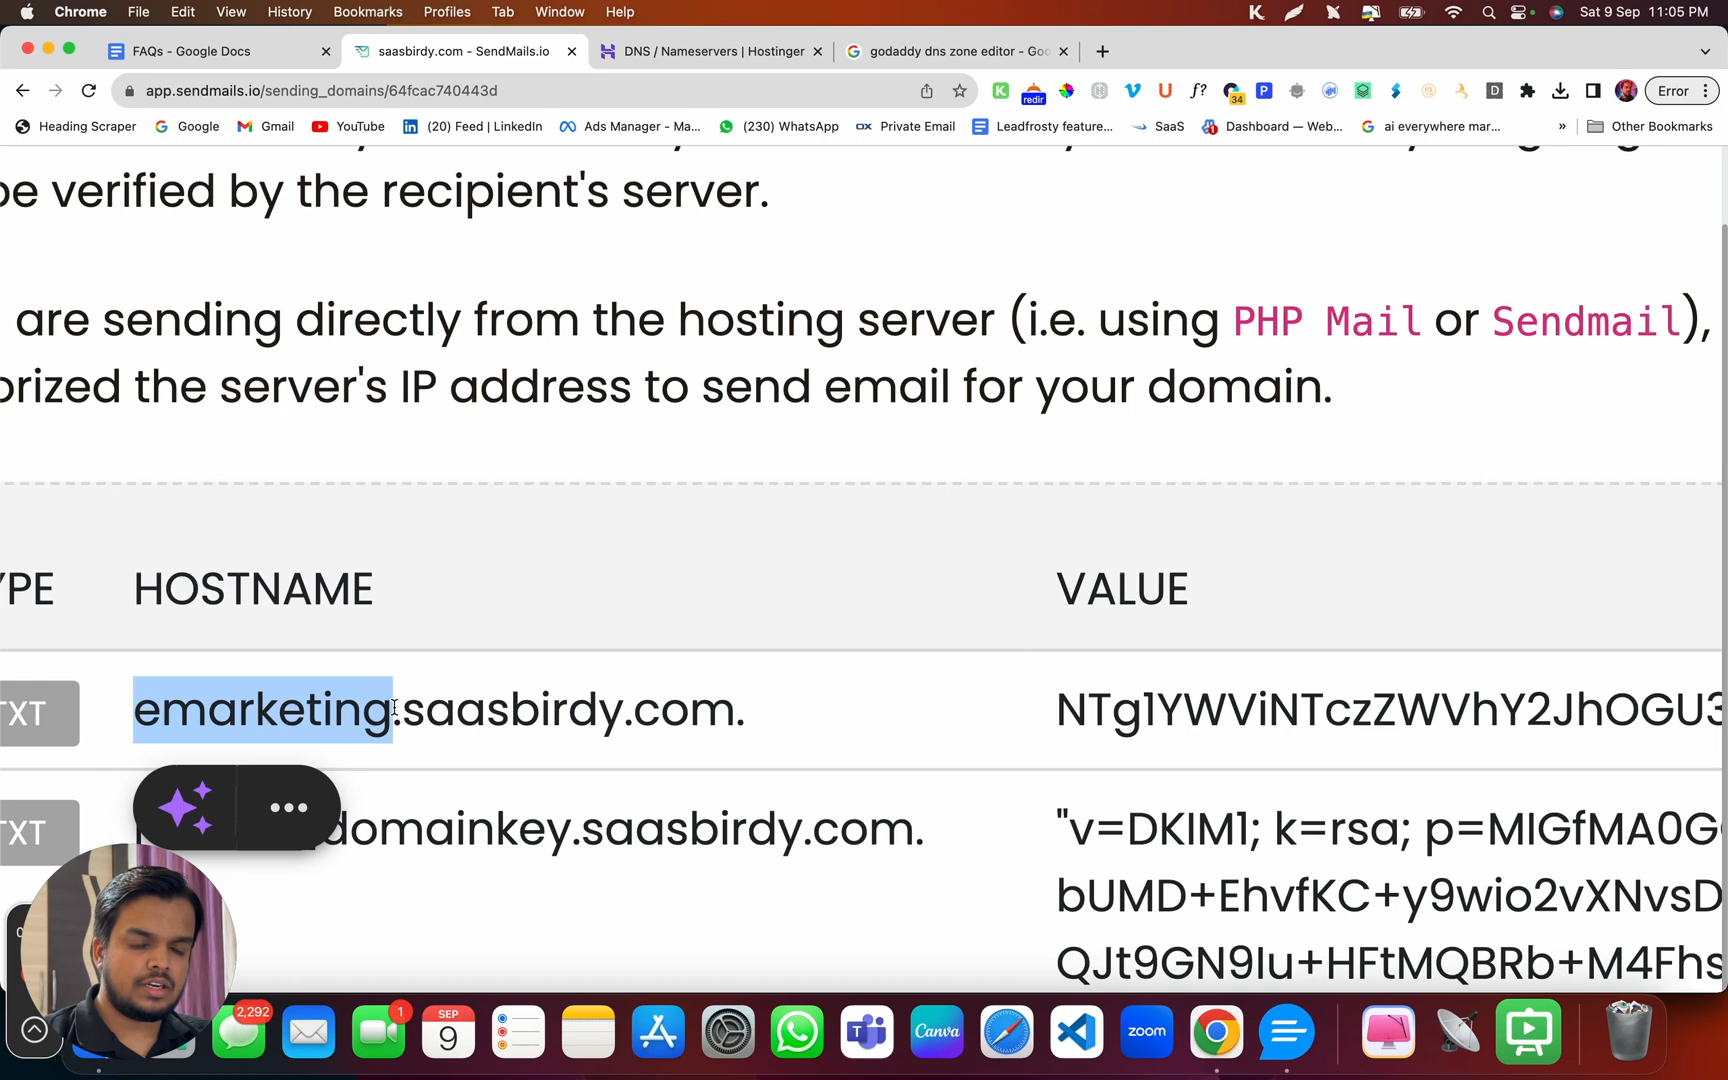 Chrome File Edit View History Bookmarks Profiles Tab Window Help
Sat 9 Sep 11:05 PM
FAQs - Google Docs
saasbirdy.com - SendMails.io
DNS / Nameservers | Hostinger
godaddy dns zone editor - Goo
app.sendmails.io/sending_domains/64fcac740443d
redir
34
Error
Heading Scraper
Google
Gmail
YouTube
(20) Feed | LinkedIn
Ads Manager - Ma...
(230) WhatsApp
Private Email
Leadfrosty feature...
SaaS
Dashboard — Web...
ai everywhere mar...
»
Other Bookmarks
be verified by the recipient's server.
are sending directly from the hosting server (i.e. using PHP Mail or Sendmail),
orized the server's IP address to send email for your domain.
YPE HOSTNAME VALUE
TXT emarketing.saasbirdy.com. NTg1YWViNTczZWVhY2JhOGU3
TXT domainkey.saasbirdy.com. "v=DKIM1; k=rsa; p=MIGfMA0G
bUMD+EhvfKC+y9wio2vXNvsD
QJt9GN9Iu+HFtMQBRb+M4Fhs
2,292
1
SEP
9
Canva
zoom